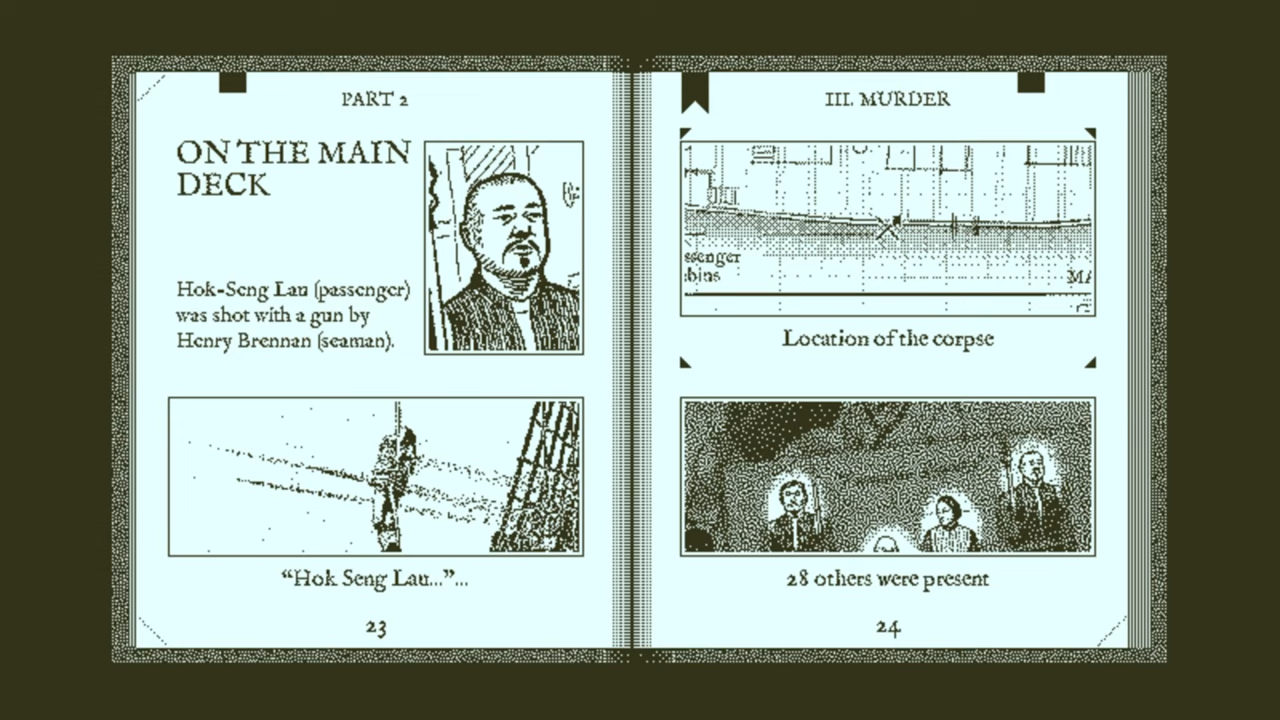 PART 2
ON THE MAIN
DECK
Hok-Seng Lau (passenger)
was shot with a gun by
Henry Brennan (seaman).
“Hok Seng Lau...”...
23
III. MURDER
ssenger
bins
MA
Location of the corpse
28 others were present
24